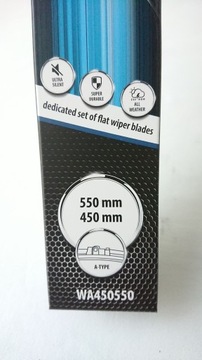 ULTRA
SILENT
SUPER
DURABLE
ALL
WEATHER
dedicated set of flat wiper blades
550 mm
450 mm
A-TYPE
WA450550